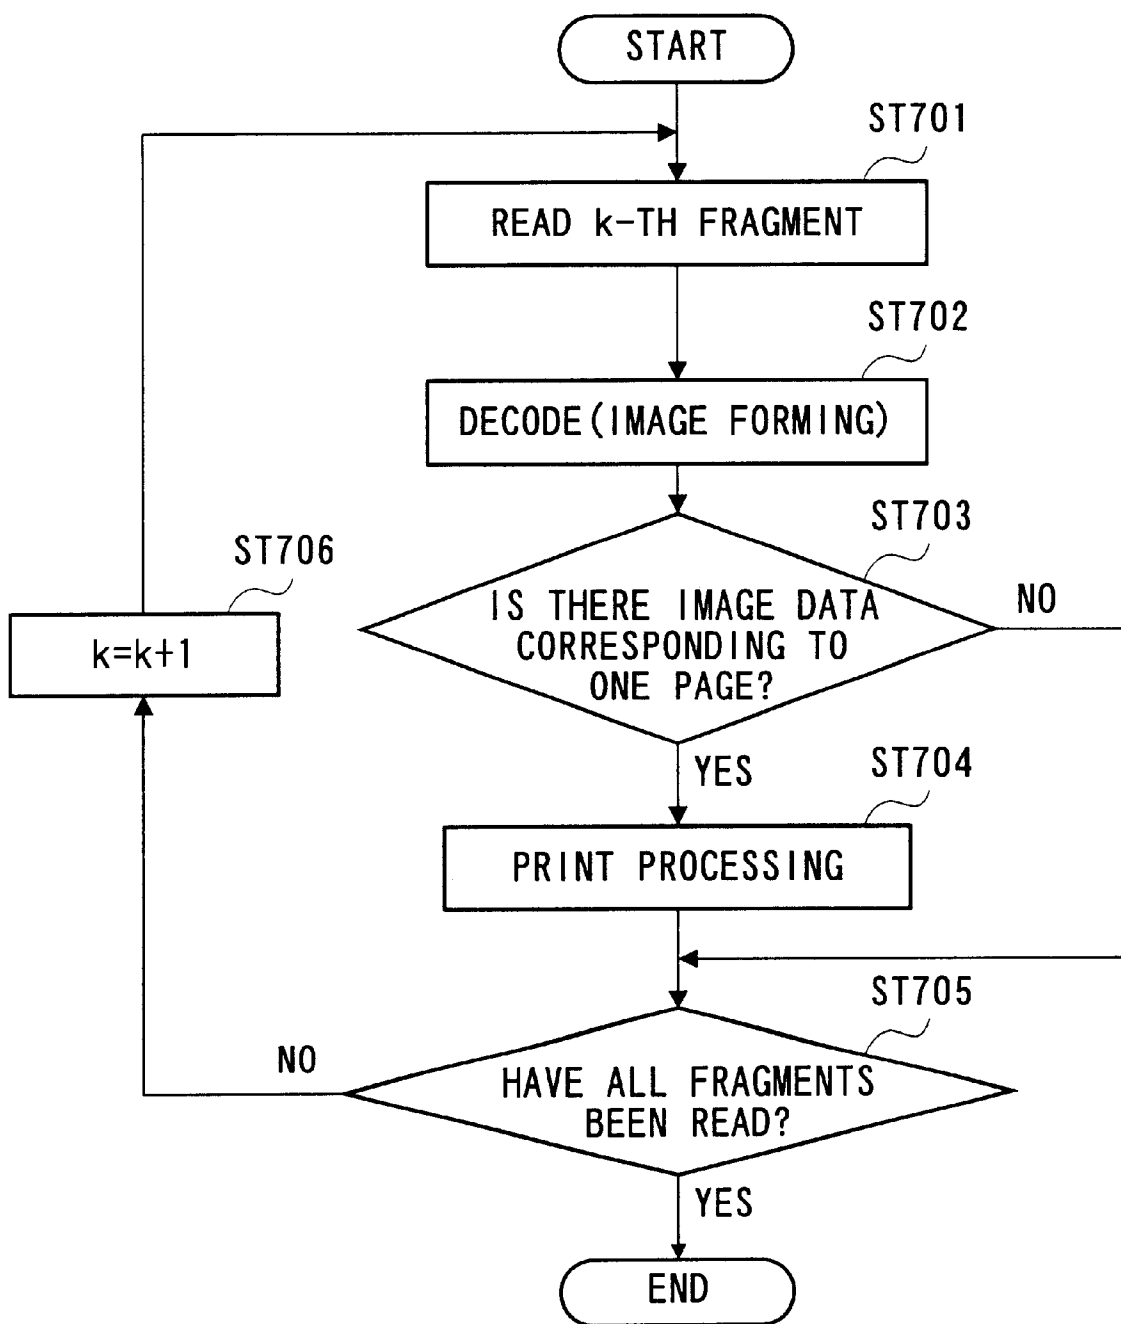 START
ST701
READ k-TH FRAGMENT
ST702
DECODE(IMAGE FORMING)
ST703
IS THERE IMAGE DATA
CORRESPONDING TO
ONE PAGE?
NO
YES
ST706
k=k+1
ST704
PRINT PROCESSING
ST705
HAVE ALL FRAGMENTS
BEEN READ?
NO
YES
END